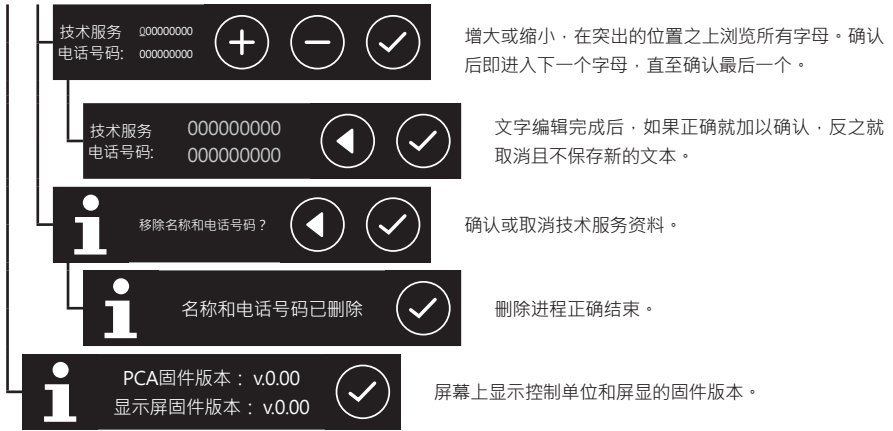 技术服务 000000000
电话号码: 000000000
增大或缩小，在突出的位置之上浏览所有字母。确认
后即进入下一个字母，直至确认最后一个。
技术服务 000000000
电话号码: 000000000
文字编辑完成后，如果正确就加以确认，反之就
取消且不保存新的文本。
移除名称和电话号码？
确认或取消技术服务资料。
名称和电话号码已删除
删除进程正确结束。
PCA固件版本： v.0.00
显示屏固件版本： v.0.00
屏幕上显示控制单位和屏显的固件版本。